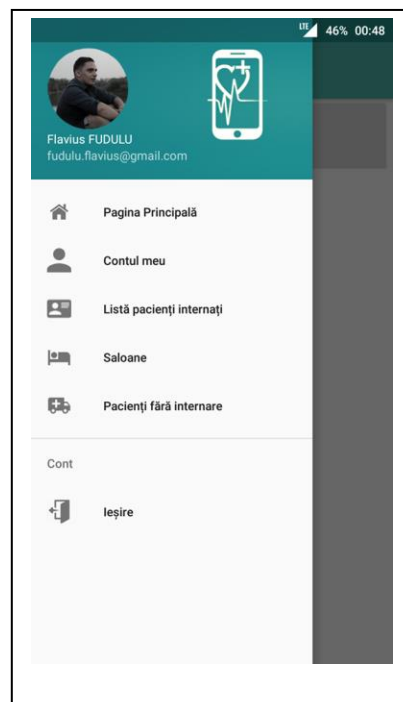 LTE 46% 00:48
Flavius FUDULU
fudulu.flavius@gmail.com
Pagina Principală
Contul meu
Listă pacienți internați
Saloane
Pacienți fără internare
Cont
Ieșire